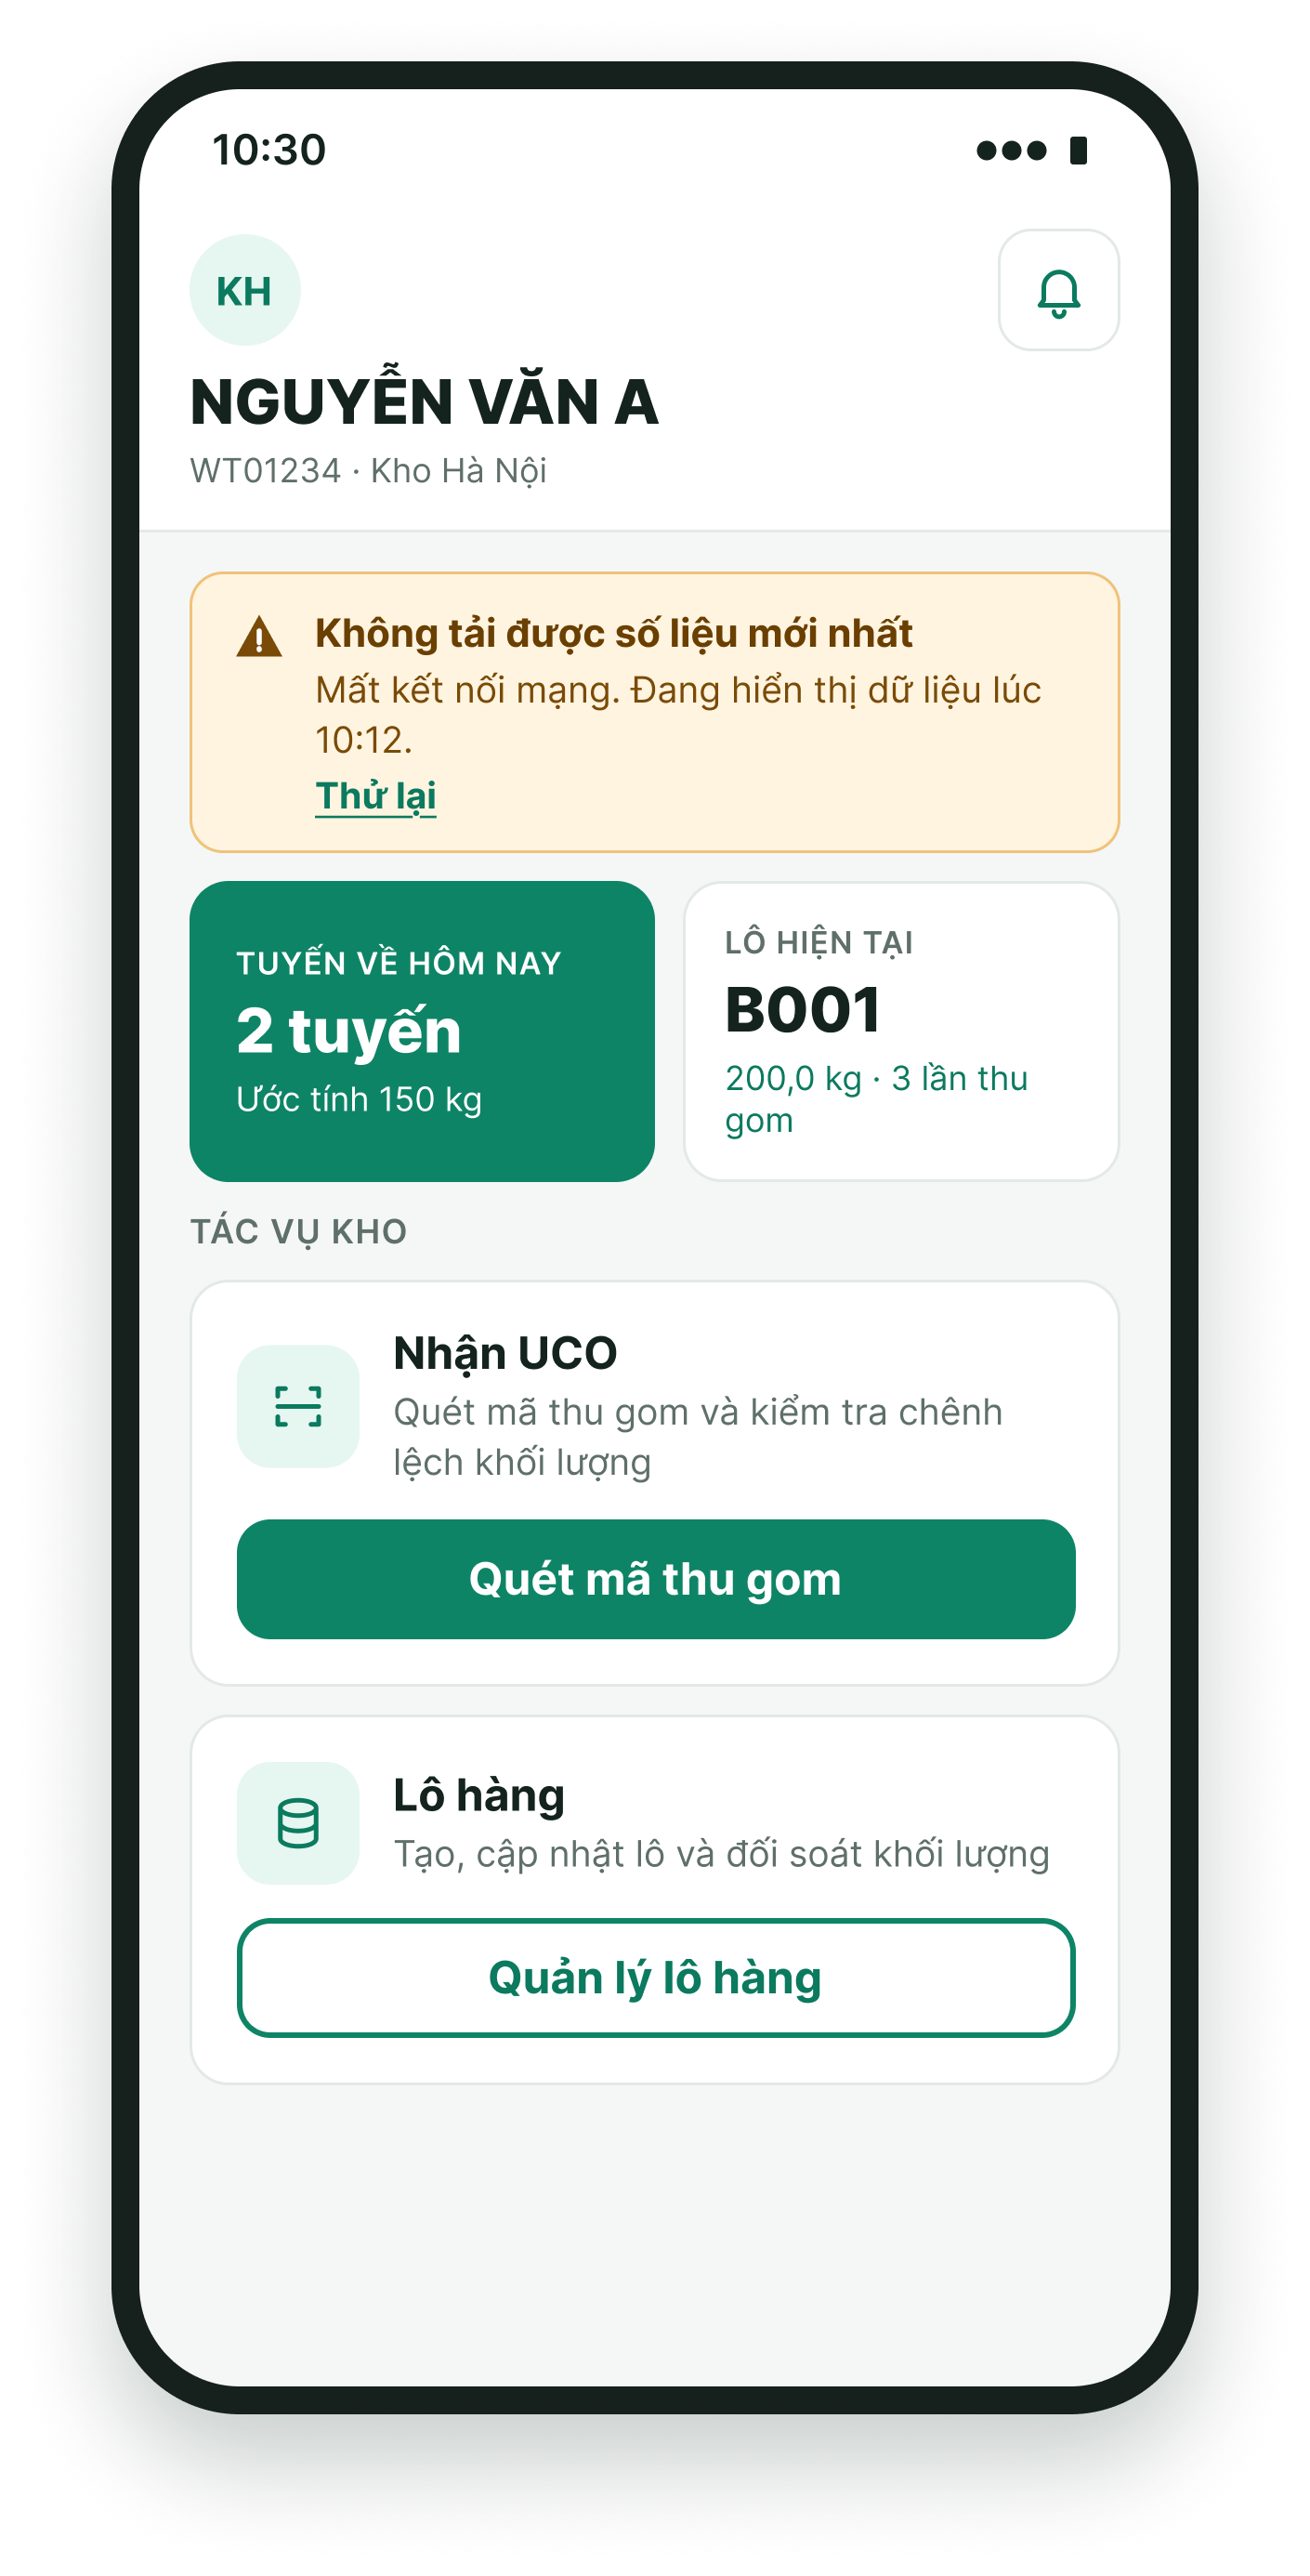 10:30
KH
NGUYỄN VĂN A
WT01234 · Kho Hà Nội
Không tải được số liệu mới nhất
Mất kết nối mạng. Đang hiển thị dữ liệu lúc
10:12.
Thử lại
TUYẾN VỀ HÔM NAY
2 tuyến
Ước tính 150 kg
LÔ HIỆN TẠI
B001
200,0 kg · 3 lần thu
gom
TÁC VỤ KHO
Nhận UCO
Quét mã thu gom và kiểm tra chênh
lệch khối lượng
Quét mã thu gom
Lô hàng
Tạo, cập nhật lô và đối soát khối lượng
Quản lý lô hàng